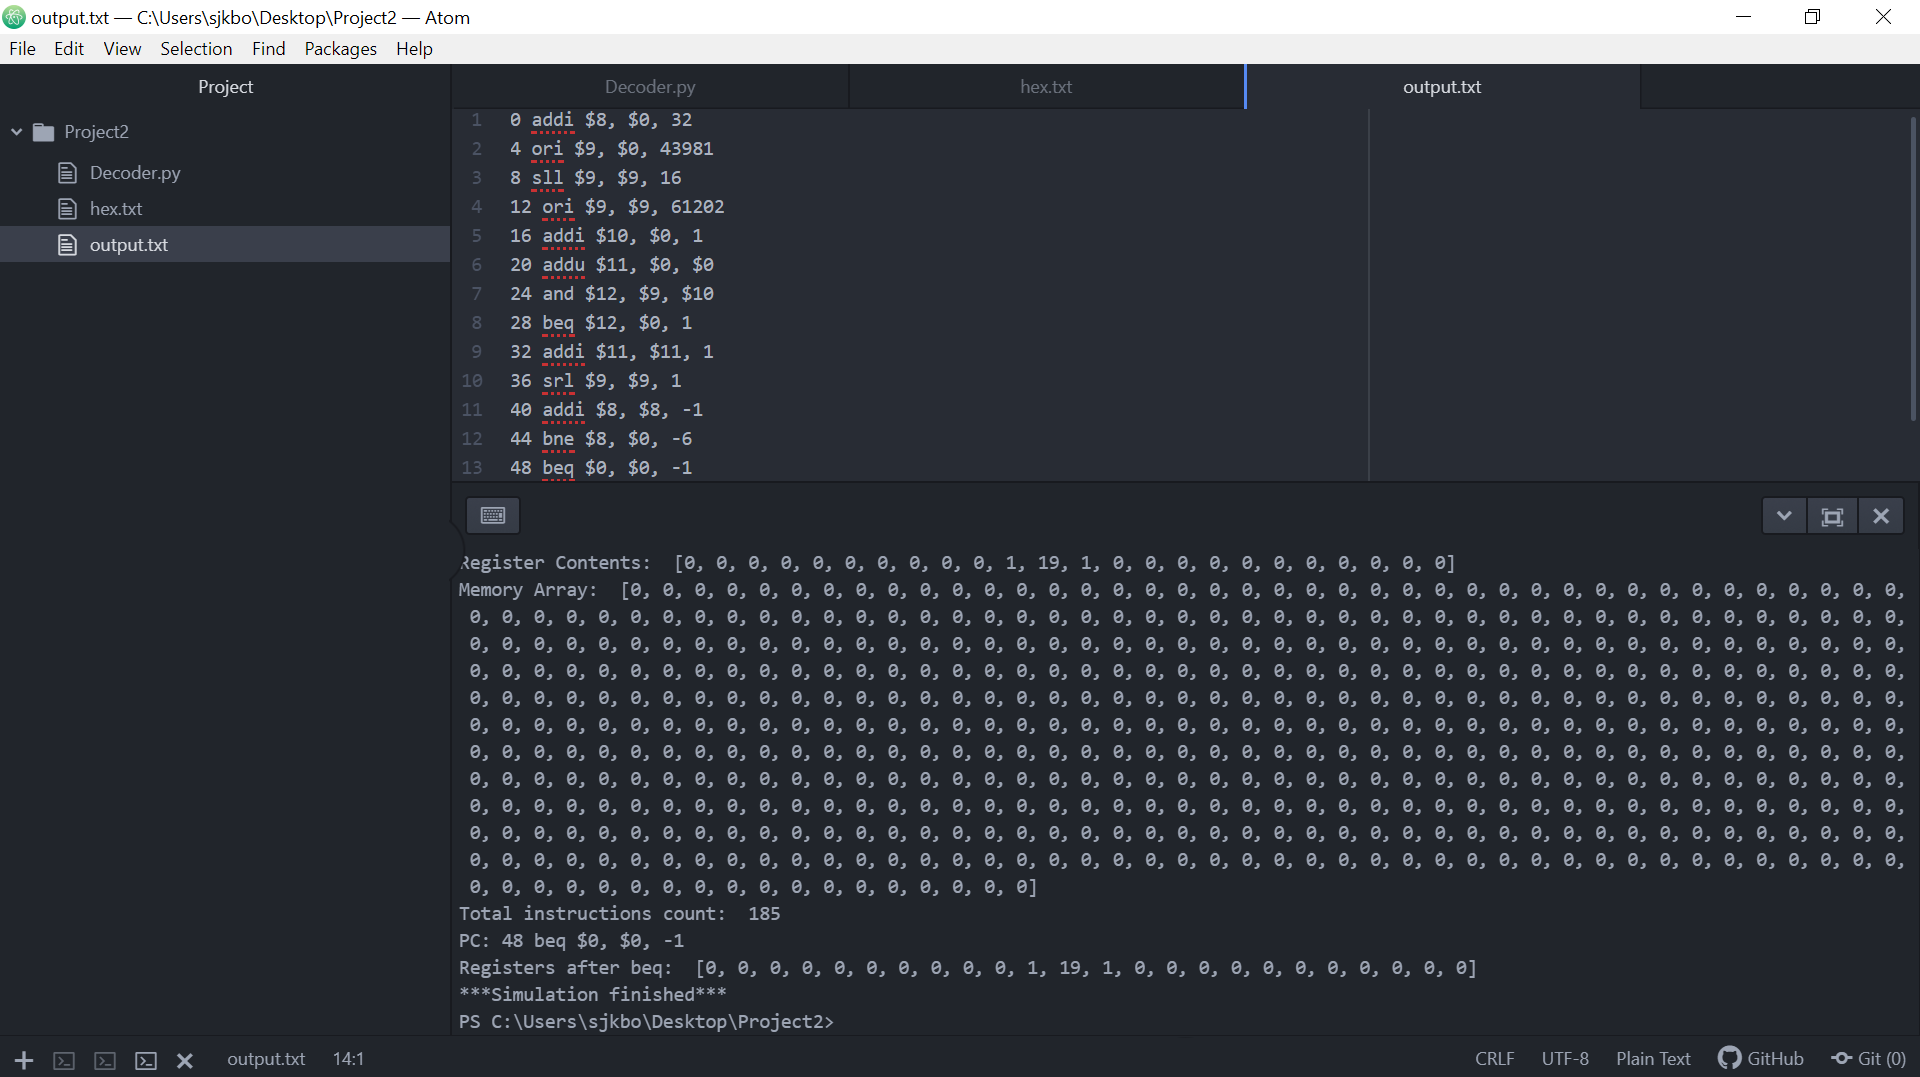 output.txt — C:\Users\sjkbo\Desktop\Project2 — Atom
File Edit View Selection Find Packages Help
Project
Project2
Decoder.py
hex.txt
output.txt
Decoder.py hex.txt output.txt
1 0 addi $8, $0, 32
2 4 ori $9, $0, 43981
3 8 sll $9, $9, 16
4 12 ori $9, $9, 61202
5 16 addi $10, $0, 1
6 20 addu $11, $0, $0
7 24 and $12, $9, $10
8 28 beq $12, $0, 1
9 32 addi $11, $11, 1
10 36 srl $9, $9, 1
11 40 addi $8, $8, -1
12 44 bne $8, $0, -6
13 48 beq $0, $0, -1
Register Contents:  [0, 0, 0, 0, 0, 0, 0, 0, 0, 0, 1, 19, 1, 0, 0, 0, 0, 0, 0, 0, 0, 0, 0, 0]
Memory Array:  [0, 0, 0, 0, 0, 0, 0, 0, 0, 0, 0, 0, 0, 0, 0, 0, 0, 0, 0, 0, 0, 0, 0, 0, 0, 0, 0, 0, 0, 0, 0, 0, 0, 0, 0, 0, 0, 0, 0, 0,
0, 0, 0, 0, 0, 0, 0, 0, 0, 0, 0, 0, 0, 0, 0, 0, 0, 0, 0, 0, 0, 0, 0, 0, 0, 0, 0, 0, 0, 0, 0, 0, 0, 0, 0, 0, 0, 0, 0, 0, 0, 0, 0, 0, 0,
0, 0, 0, 0, 0, 0, 0, 0, 0, 0, 0, 0, 0, 0, 0, 0, 0, 0, 0, 0, 0, 0, 0, 0, 0, 0, 0, 0, 0, 0, 0, 0, 0, 0, 0, 0, 0, 0, 0, 0, 0, 0, 0, 0, 0,
0, 0, 0, 0, 0, 0, 0, 0, 0, 0, 0, 0, 0, 0, 0, 0, 0, 0, 0, 0, 0, 0, 0, 0, 0, 0, 0, 0, 0, 0, 0, 0, 0, 0, 0, 0, 0, 0, 0, 0, 0, 0, 0, 0, 0,
0, 0, 0, 0, 0, 0, 0, 0, 0, 0, 0, 0, 0, 0, 0, 0, 0, 0, 0, 0, 0, 0, 0, 0, 0, 0, 0, 0, 0, 0, 0, 0, 0, 0, 0, 0, 0, 0, 0, 0, 0, 0, 0, 0, 0,
0, 0, 0, 0, 0, 0, 0, 0, 0, 0, 0, 0, 0, 0, 0, 0, 0, 0, 0, 0, 0, 0, 0, 0, 0, 0, 0, 0, 0, 0, 0, 0, 0, 0, 0, 0, 0, 0, 0, 0, 0, 0, 0, 0, 0,
0, 0, 0, 0, 0, 0, 0, 0, 0, 0, 0, 0, 0, 0, 0, 0, 0, 0, 0, 0, 0, 0, 0, 0, 0, 0, 0, 0, 0, 0, 0, 0, 0, 0, 0, 0, 0, 0, 0, 0, 0, 0, 0, 0, 0,
0, 0, 0, 0, 0, 0, 0, 0, 0, 0, 0, 0, 0, 0, 0, 0, 0, 0, 0, 0, 0, 0, 0, 0, 0, 0, 0, 0, 0, 0, 0, 0, 0, 0, 0, 0, 0, 0, 0, 0, 0, 0, 0, 0, 0,
0, 0, 0, 0, 0, 0, 0, 0, 0, 0, 0, 0, 0, 0, 0, 0, 0, 0, 0, 0, 0, 0, 0, 0, 0, 0, 0, 0, 0, 0, 0, 0, 0, 0, 0, 0, 0, 0, 0, 0, 0, 0, 0, 0, 0,
0, 0, 0, 0, 0, 0, 0, 0, 0, 0, 0, 0, 0, 0, 0, 0, 0, 0, 0, 0, 0, 0, 0, 0, 0, 0, 0, 0, 0, 0, 0, 0, 0, 0, 0, 0, 0, 0, 0, 0, 0, 0, 0, 0, 0,
0, 0, 0, 0, 0, 0, 0, 0, 0, 0, 0, 0, 0, 0, 0, 0, 0, 0, 0, 0, 0, 0, 0, 0, 0, 0, 0, 0, 0, 0, 0, 0, 0, 0, 0, 0, 0, 0, 0, 0, 0, 0, 0, 0, 0,
0, 0, 0, 0, 0, 0, 0, 0, 0, 0, 0, 0, 0, 0, 0, 0, 0, 0]
Total instructions count:  185
PC: 48 beq $0, $0, -1
Registers after beq:  [0, 0, 0, 0, 0, 0, 0, 0, 0, 0, 1, 19, 1, 0, 0, 0, 0, 0, 0, 0, 0, 0, 0, 0]
***Simulation finished***
PS C:\Users\sjkbo\Desktop\Project2>
output.txt 14:1 CRLF UTF-8 Plain Text GitHub Git (0)